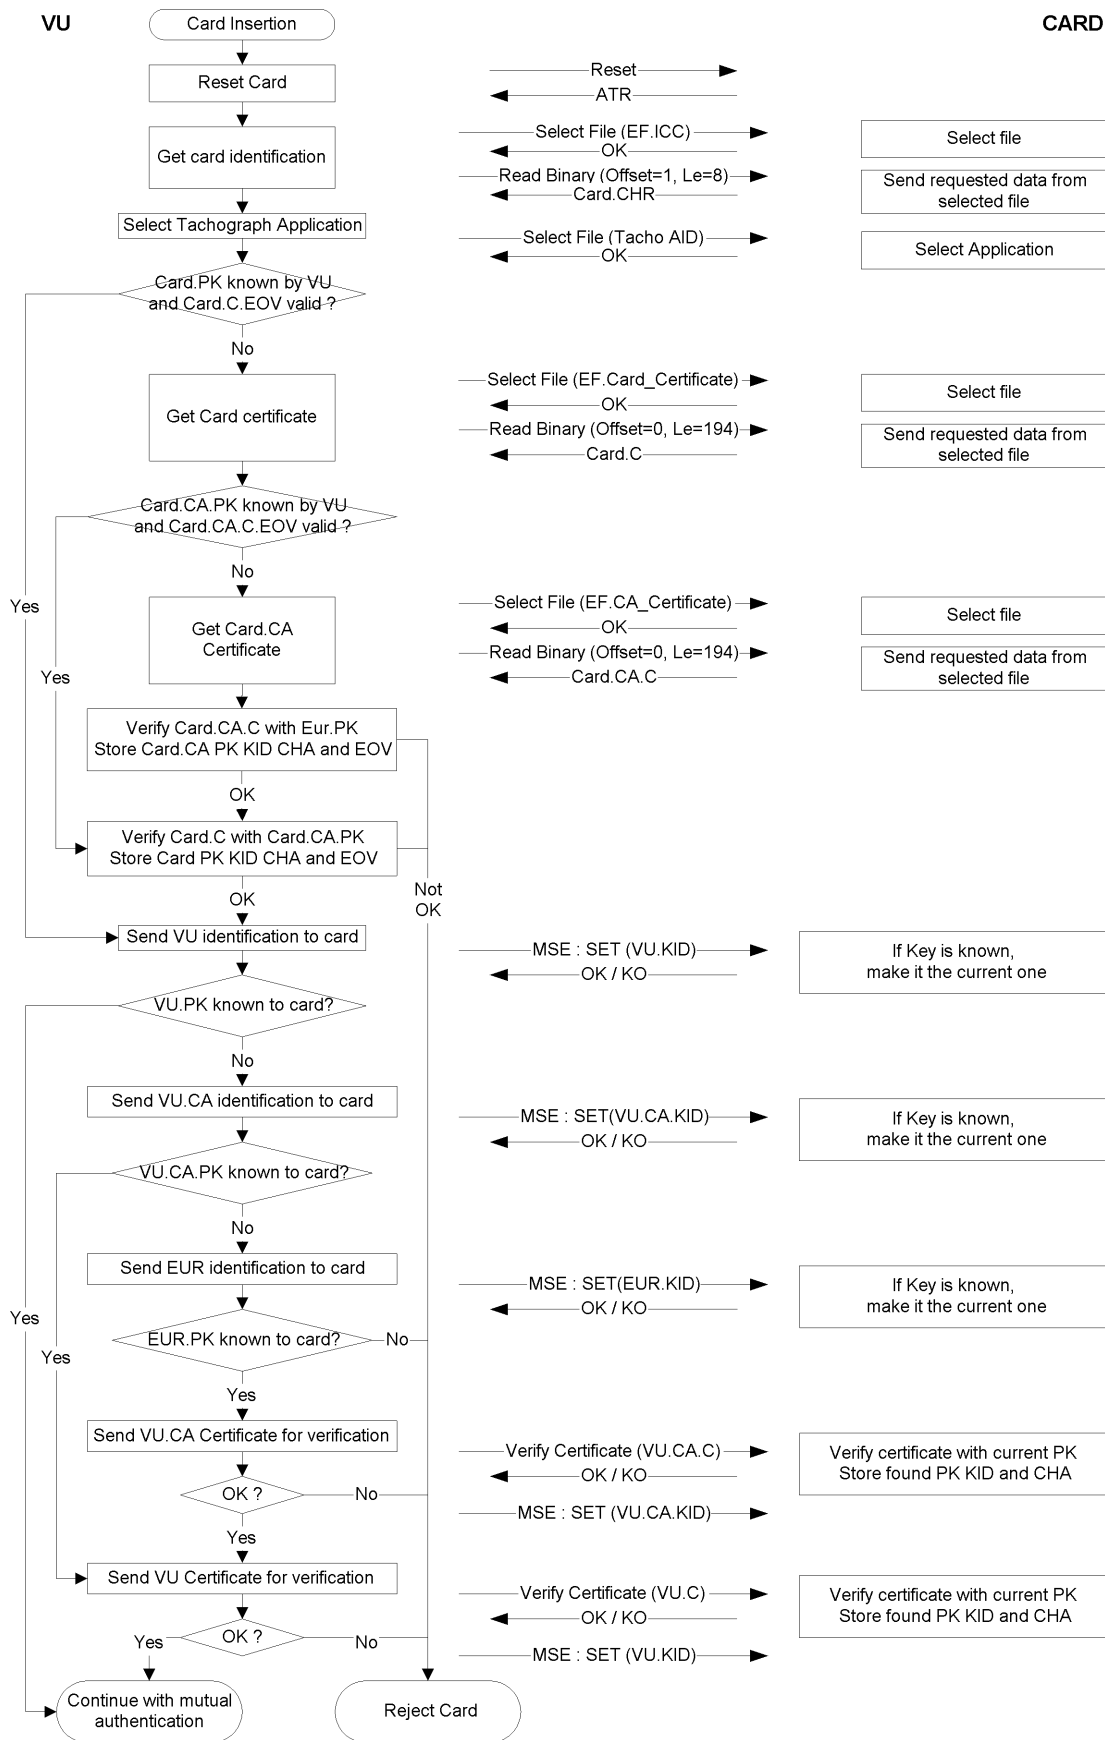 VU
Card Insertion
CARD
Reset Card
Reset
ATR
Get card identification
Select File (EF.ICC)
OK
Select file
Read Binary (Offset=1, Le=8)
Card.CHR
Send requested data from
selected file
Select Tachograph Application
Select File (Tacho AID)
OK
Select Application
Card.PK known by VU
and Card.C.EOV valid ?
No
Get Card certificate
Select File (EF.Card_Certificate)
OK
Select file
Read Binary (Offset=0, Le=194)
Card.C
Send requested data from
selected file
Card.CA.PK known by VU
and Card.CA.C.EOV valid ?
No
Yes
Get Card.CA
Certificate
Select File (EF.CA_Certificate)
OK
Select file
Yes
Read Binary (Offset=0, Le=194)
Card.CA.C
Send requested data from
selected file
Verify Card.CA.C with Eur.PK
Store Card.CA PK KID CHA and EOV
OK
Verify Card.C with Card.CA.PK
Store Card PK KID CHA and EOV
Not
OK
OK
Send VU identification to card
MSE : SET (VU.KID)
OK / KO
If Key is known,
make it the current one
VU.PK known to card?
No
Send VU.CA identification to card
MSE : SET(VU.CA.KID)
OK / KO
If Key is known,
make it the current one
VU.CA.PK known to card?
No
Send EUR identification to card
MSE : SET(EUR.KID)
OK / KO
If Key is known,
make it the current one
Yes
EUR.PK known to card?
No
Yes
Yes
Send VU.CA Certificate for verification
Verify Certificate (VU.CA.C)
OK / KO
Verify certificate with current PK
Store found PK KID and CHA
OK ?
No
MSE : SET (VU.CA.KID)
Yes
Send VU Certificate for verification
Verify Certificate (VU.C)
OK / KO
Verify certificate with current PK
Store found PK KID and CHA
OK ?
Yes
No
MSE : SET (VU.KID)
Continue with mutual
authentication
Reject Card